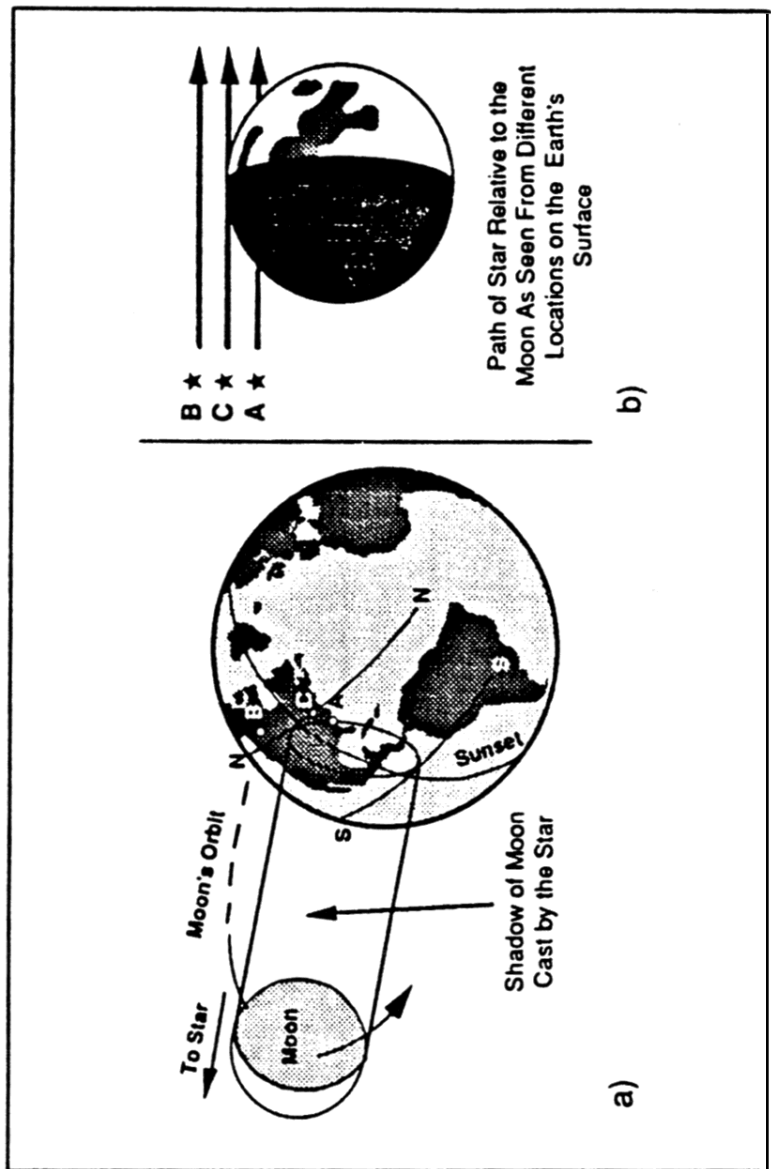 To Star
Moon's Orbit
Moon
Shadow of Moon
Cast by the Star
N
S
B
C
A
N
S
Sunset
a)
B
C
A
Path of Star Relative to the
Moon As Seen From Different
Locations on the Earth's
Surface
b)